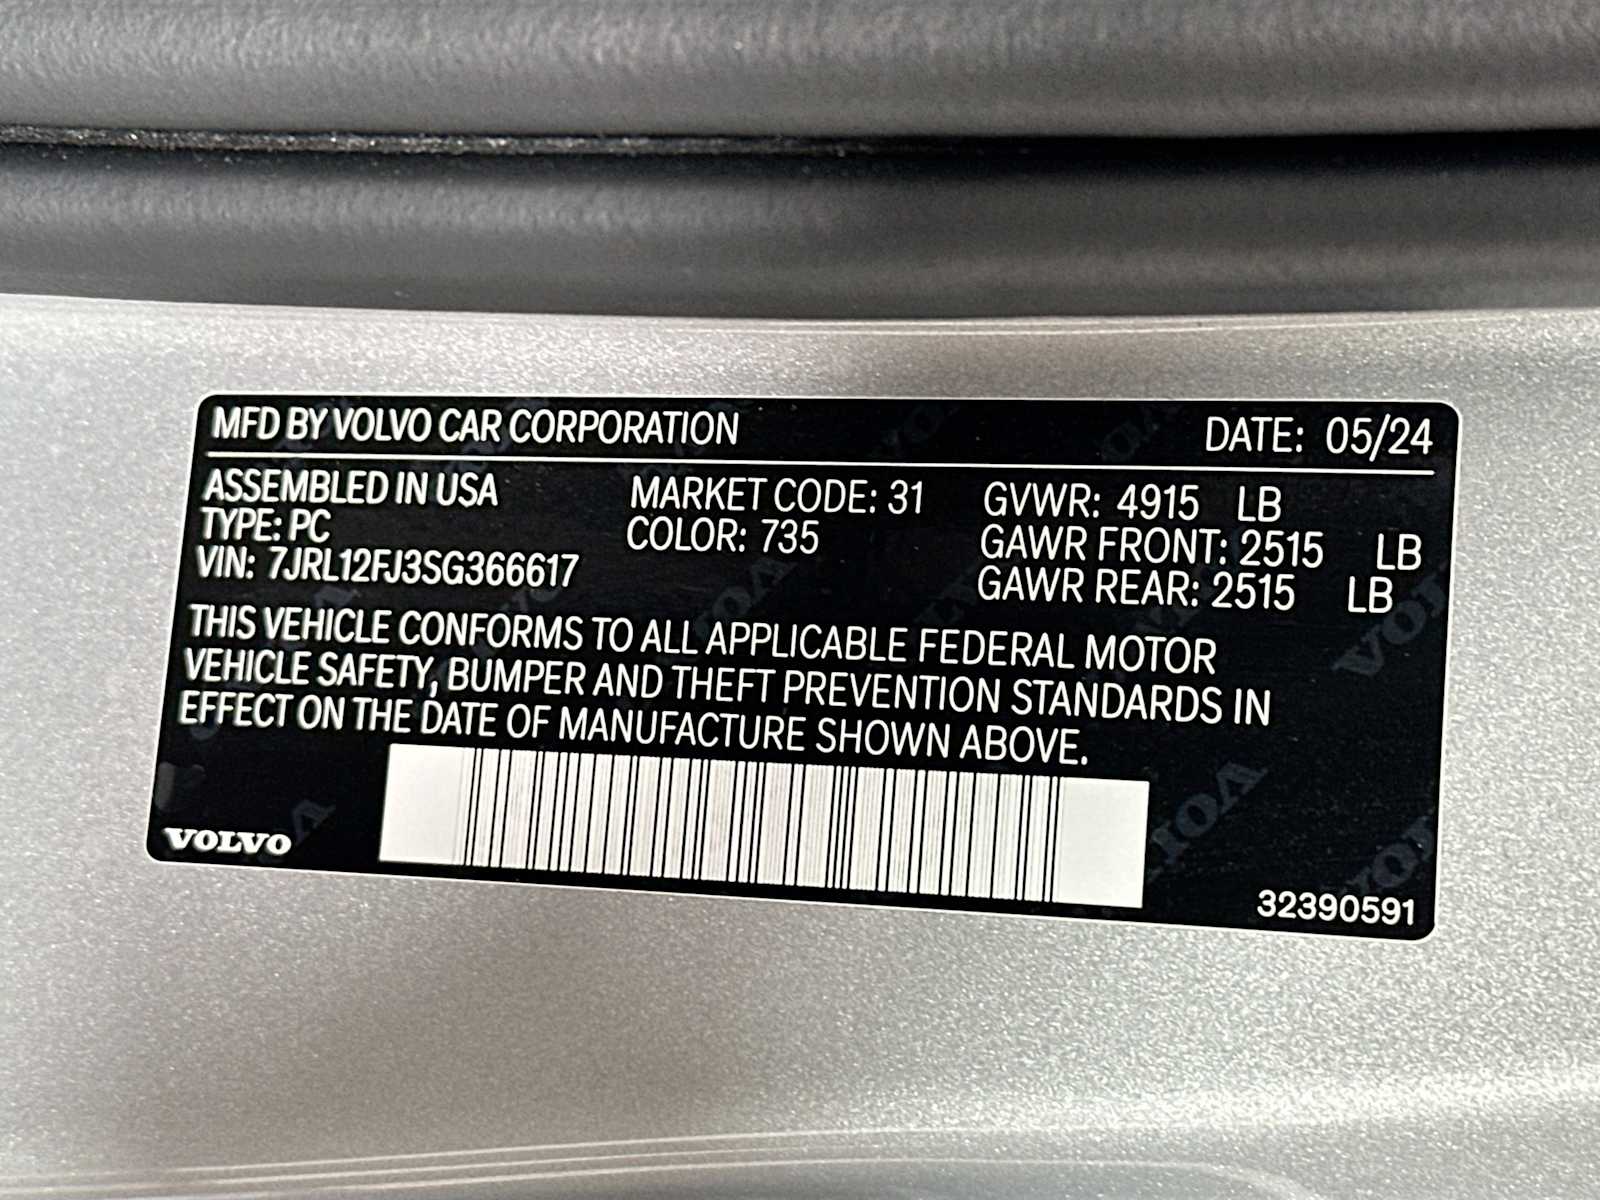 MFD BY VOLVO CAR CORPORATION DATE: 05/24
ASSEMBLED IN USA MARKET CODE: 31 GVWR: 4915 LB
TYPE: PC COLOR: 735 GAWR FRONT: 2515 LB
VIN: 7JRL12FJ3SG366617 GAWR REAR: 2515 LB
THIS VEHICLE CONFORMS TO ALL APPLICABLE FEDERAL MOTOR
VEHICLE SAFETY, BUMPER AND THEFT PREVENTION STANDARDS IN
EFFECT ON THE DATE OF MANUFACTURE SHOWN ABOVE.
VOLVO 32390591